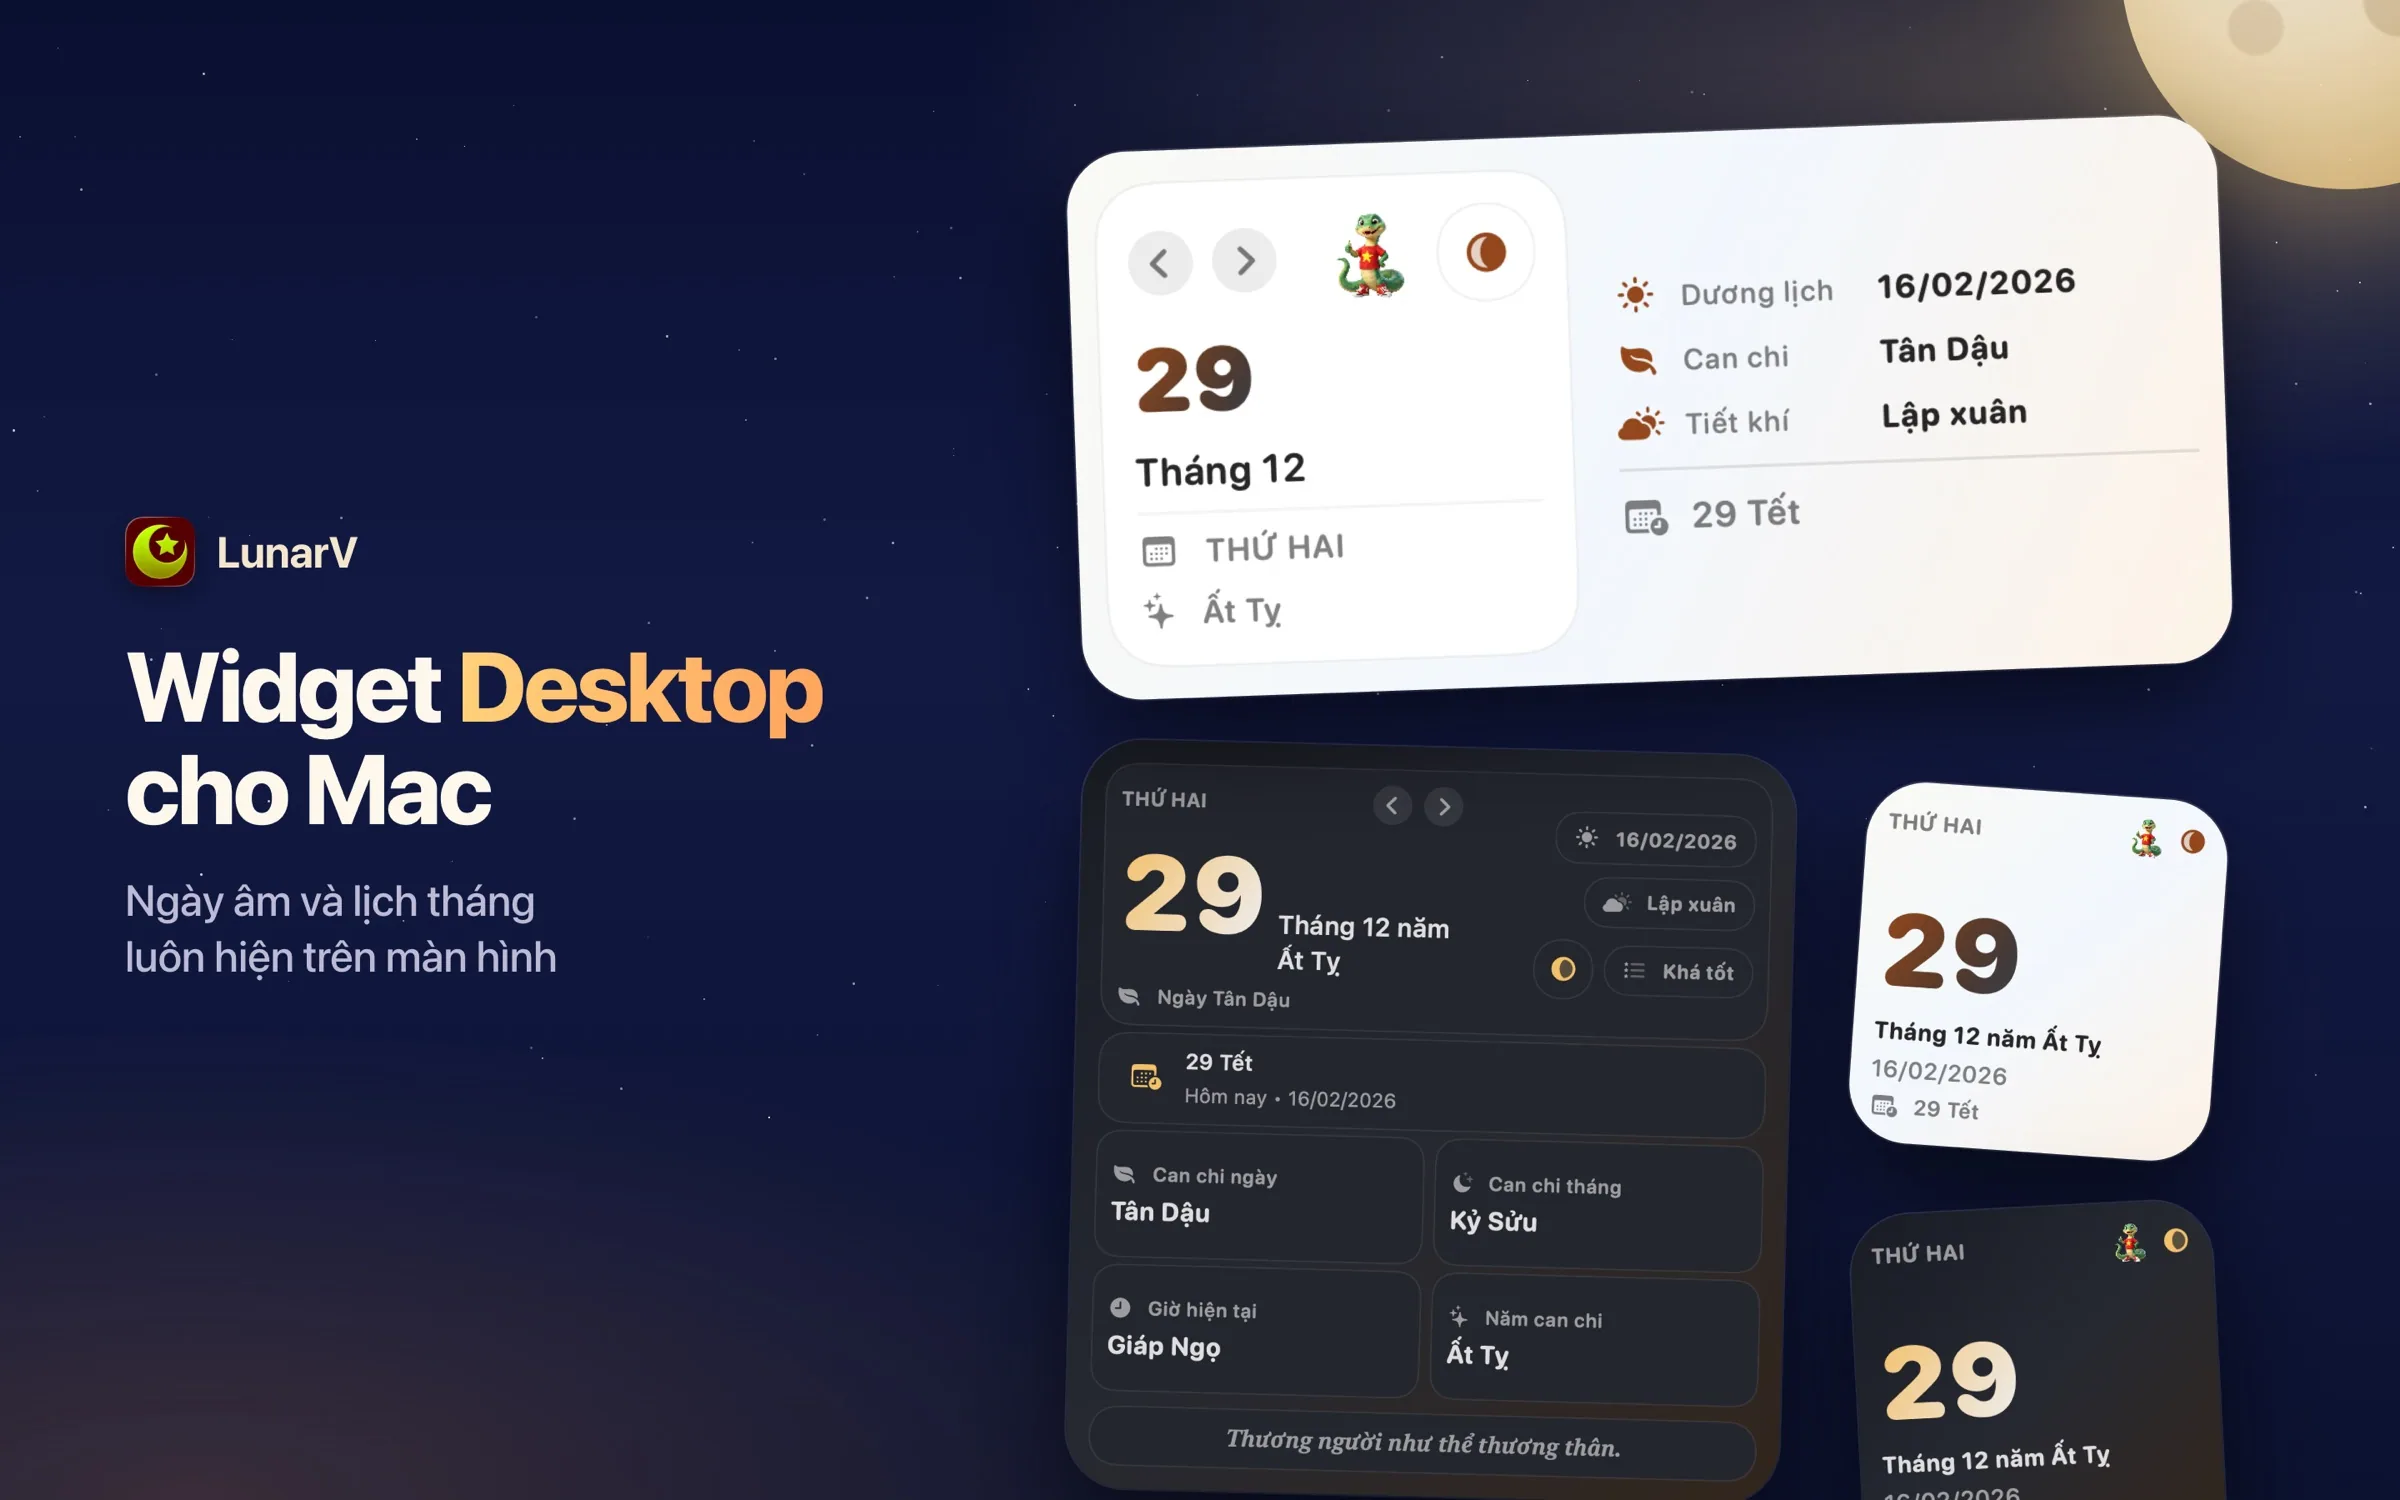 LunarV
Widget Desktop
cho Mac
Ngày âm và lịch tháng
luôn hiện trên màn hình
29
Tháng 12
THỨ HAI
Ất Tỵ
Dương lịch 16/02/2026
Can chi Tân Dậu
Tiết khí Lập xuân
29 Tết
THỨ HAI
29 Tháng 12 năm
Ất Tỵ
Ngày Tân Dậu
16/02/2026
Lập xuân
Khá tốt
29 Tết
Hôm nay • 16/02/2026
Can chi ngày
Tân Dậu
Can chi tháng
Kỷ Sửu
Giờ hiện tại
Giáp Ngọ
Năm can chi
Ất Tỵ
Thương người như thể thương thân.
THỨ HAI
29
Tháng 12 năm Ất Tỵ
16/02/2026
29 Tết
THỨ HAI
29
Tháng 12 năm Ất Tỵ
16/02/2026